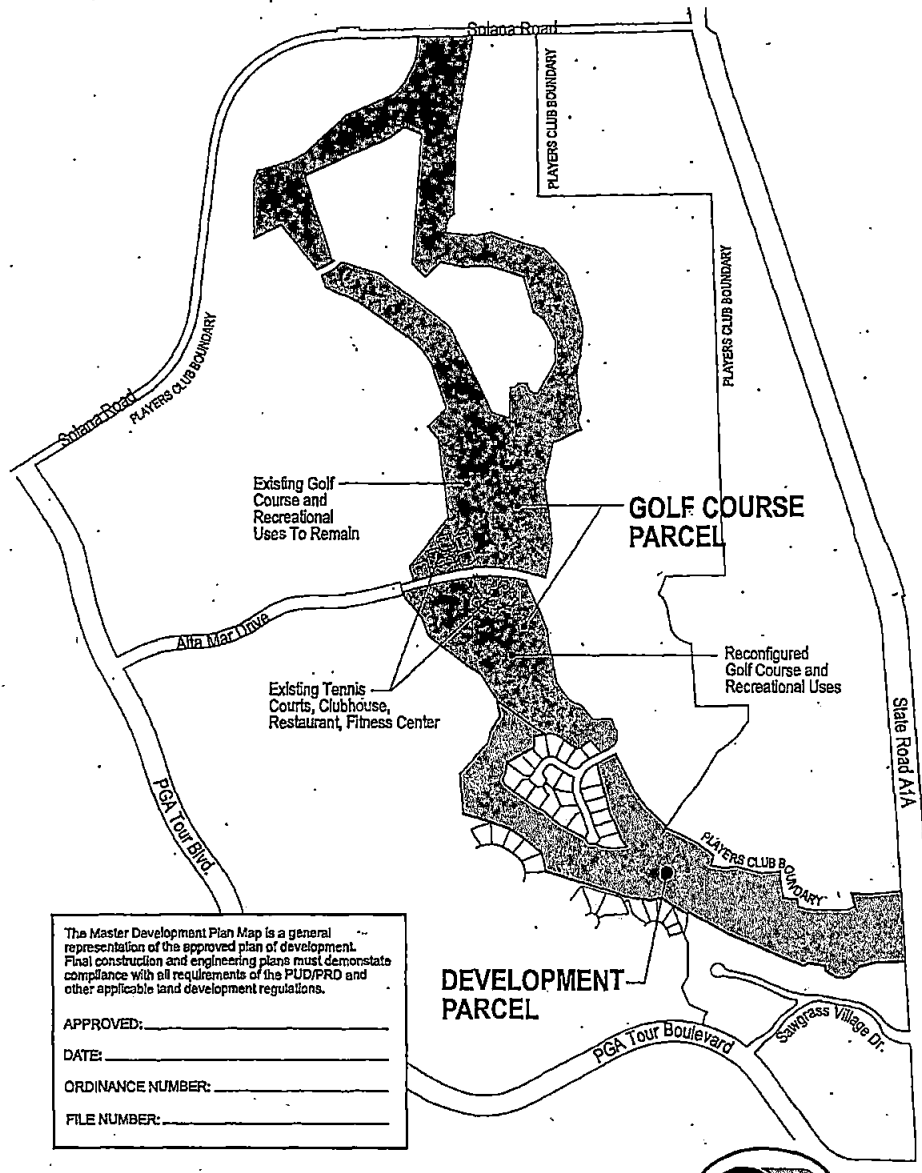 Solana Road
PLAYERS CLUB BOUNDARY
PLAYERS CLUB BOUNDARY
PLAYERS CLUB BOUNDARY
Solana Road
Existing Golf
Course and
Recreational
Uses To Remain
GOLF COURSE
PARCEL
Alta Mar Drive
Existing Tennis
Courts, Clubhouse,
Restaurant, Fitness Center
Reconfigured
Golf Course and
Recreational Uses
State Road A1A
PGA Tour Blvd.
PLAYERS CLUB BOUNDARY
The Master Development Plan Map is a general
representation of the approved plan of development.
Final construction and engineering plans must demonstate
compliance with all requirements of the PUD/PRD and
other applicable land development regulations.
APPROVED:
DATE:
ORDINANCE NUMBER:
FILE NUMBER:
DEVELOPMENT
PARCEL
PGA Tour Boulevard
Sawgrass Village Dr.